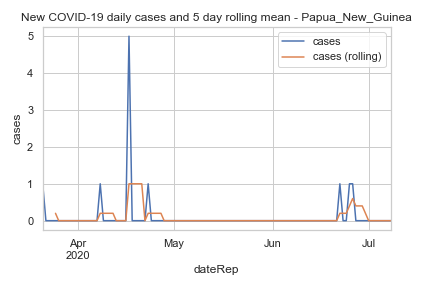 New COVID-19 daily cases and 5 day rolling mean - Papua_New_Guinea
cases
cases (rolling)
5
4
3
2
1
0
cases
Apr
2020
May
Jun
Jul
dateRep